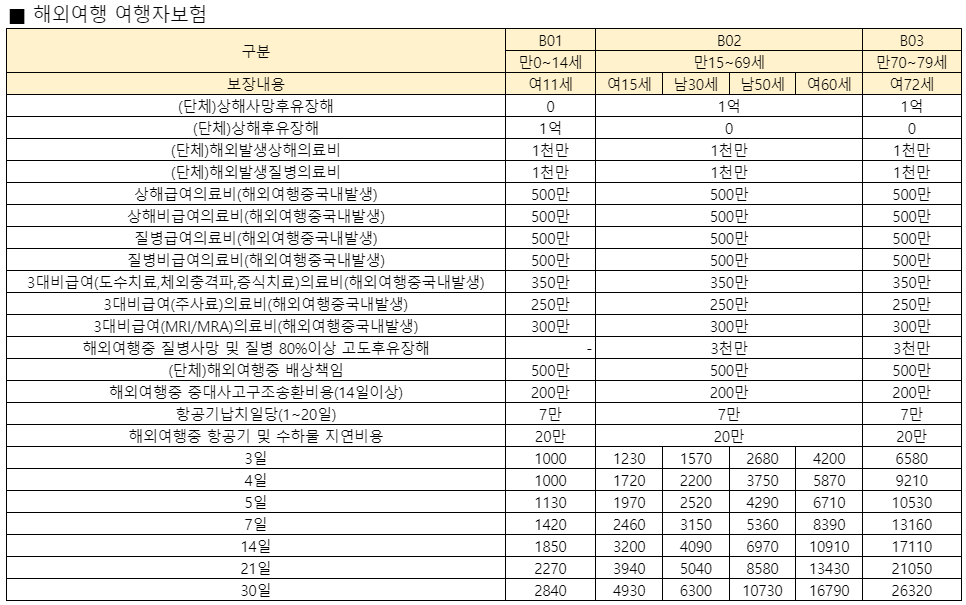 ■ 해외여행 여행자보험
구분 B01 B02 B03
만0~14세 만15~69세 만70~79세
보장내용 여11세 여15세 남30세 남50세 여60세 여72세
(단체)상해사망후유장해 0 1억 1억
(단체)상해후유장해 1억 0 0
(단체)해외발생상해의료비 1천만 1천만 1천만
(단체)해외발생질병의료비 1천만 1천만 1천만
상해급여의료비(해외여행중국내발생) 500만 500만 500만
상해비급여의료비(해외여행중국내발생) 500만 500만 500만
질병급여의료비(해외여행중국내발생) 500만 500만 500만
질병비급여의료비(해외여행중국내발생) 500만 500만 500만
3대비급여(도수치료,체외충격파,증식치료)의료비(해외여행중국내발생) 350만 350만 350만
3대비급여(주사료)의료비(해외여행중국내발생) 250만 250만 250만
3대비급여(MRI/MRA)의료비(해외여행중국내발생) 300만 300만 300만
해외여행중 질병사망 및 질병 80%이상 고도후유장해 - 3천만 3천만
(단체)해외여행중 배상책임 500만 500만 500만
해외여행중 중대사고구조송환비용(14일이상) 200만 200만 200만
항공기납치일당(1~20일) 7만 7만 7만
해외여행중 항공기 및 수하물 지연비용 20만 20만 20만
3일 1000 1230 1570 2680 4200 6580
4일 1000 1720 2200 3750 5870 9210
5일 1130 1970 2520 4290 6710 10530
7일 1420 2460 3150 5360 8390 13160
14일 1850 3200 4090 6970 10910 17110
21일 2270 3940 5040 8580 13430 21050
30일 2840 4930 6300 10730 16790 26320